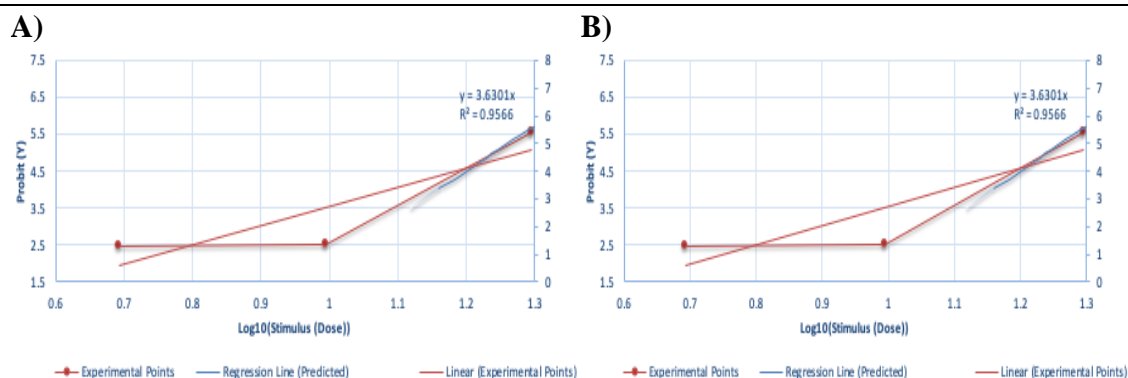 A)
B)
7.5 6.5 5.5 4.5 3.5 2.5 1.5
Probit (Y)
8 7 6 5 4 3 2 1 0
y = 3.6301x
R² = 0.9566
0.6 0.7 0.8 0.9 1 1.1 1.2 1.3
Log10(Stimulus (Dose))
Experimental Points Regression Line (Predicted) Linear (Experimental Points)
7.5 6.5 5.5 4.5 3.5 2.5 1.5
Probit (Y)
8 7 6 5 4 3 2 1 0
y = 3.6301x
R² = 0.9566
0.6 0.7 0.8 0.9 1 1.1 1.2 1.3
Log10(Stimulus (Dose))
Experimental Points Regression Line (Predicted) Linear (Experimental Points)